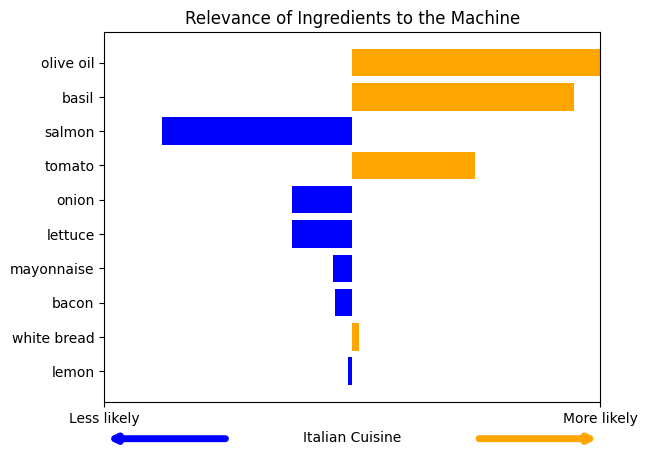 Relevance of Ingredients to the Machine
olive oil
basil
salmon
tomato
onion
lettuce
mayonnaise
bacon
white bread
lemon
Less likely
More likely
Italian Cuisine